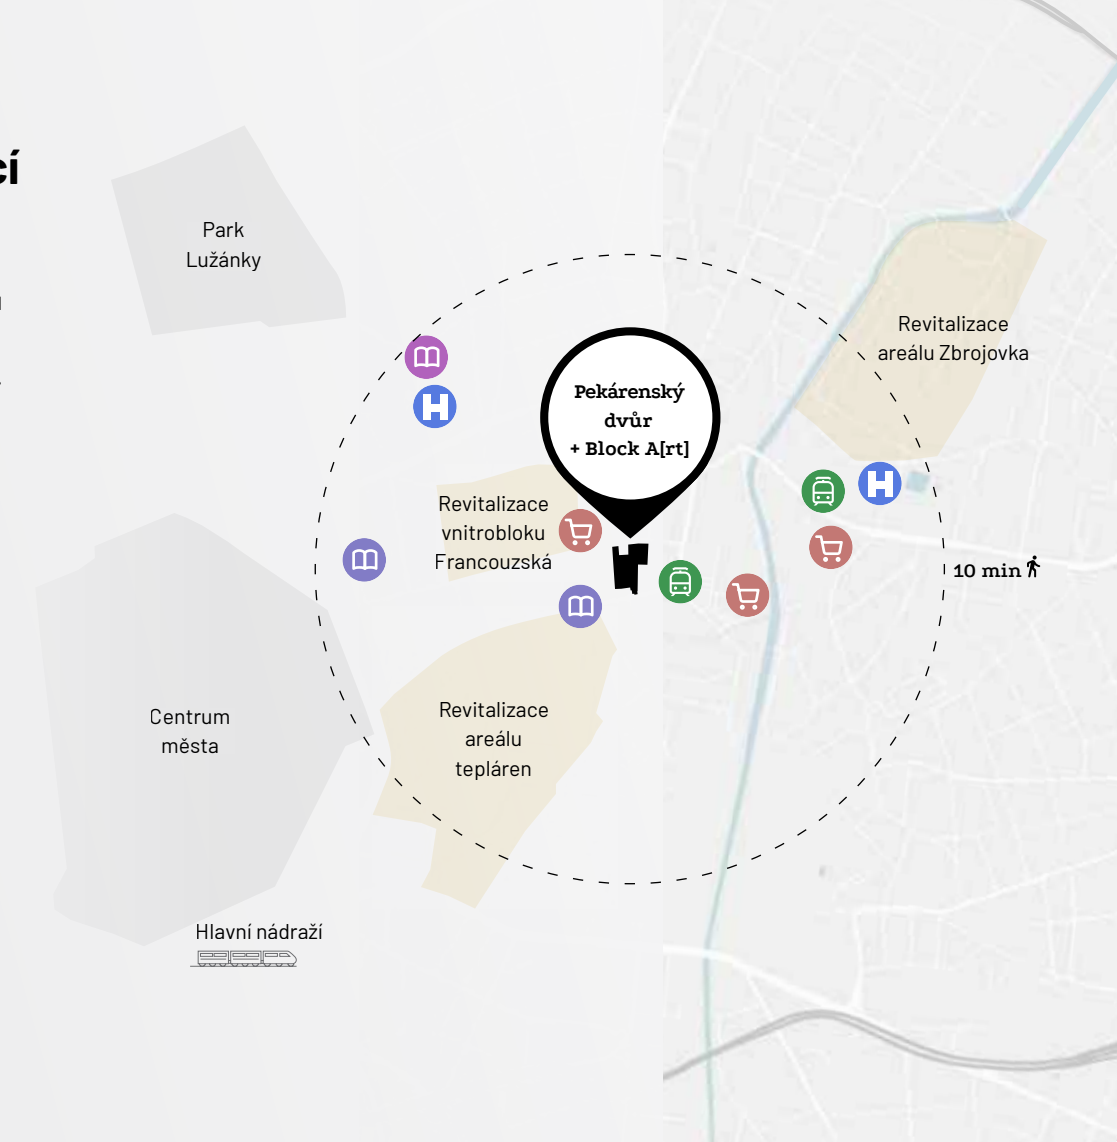 cí
Park
Lužánky
Revitalizace
areálu Zbrojovka
Pekárenský
dvůr
+ Block A[rt]
Revitalizace
vnitrobloku
Francouzská
10 min
Centrum
města
Revitalizace
areálu
tepláren
Hlavní nádraží